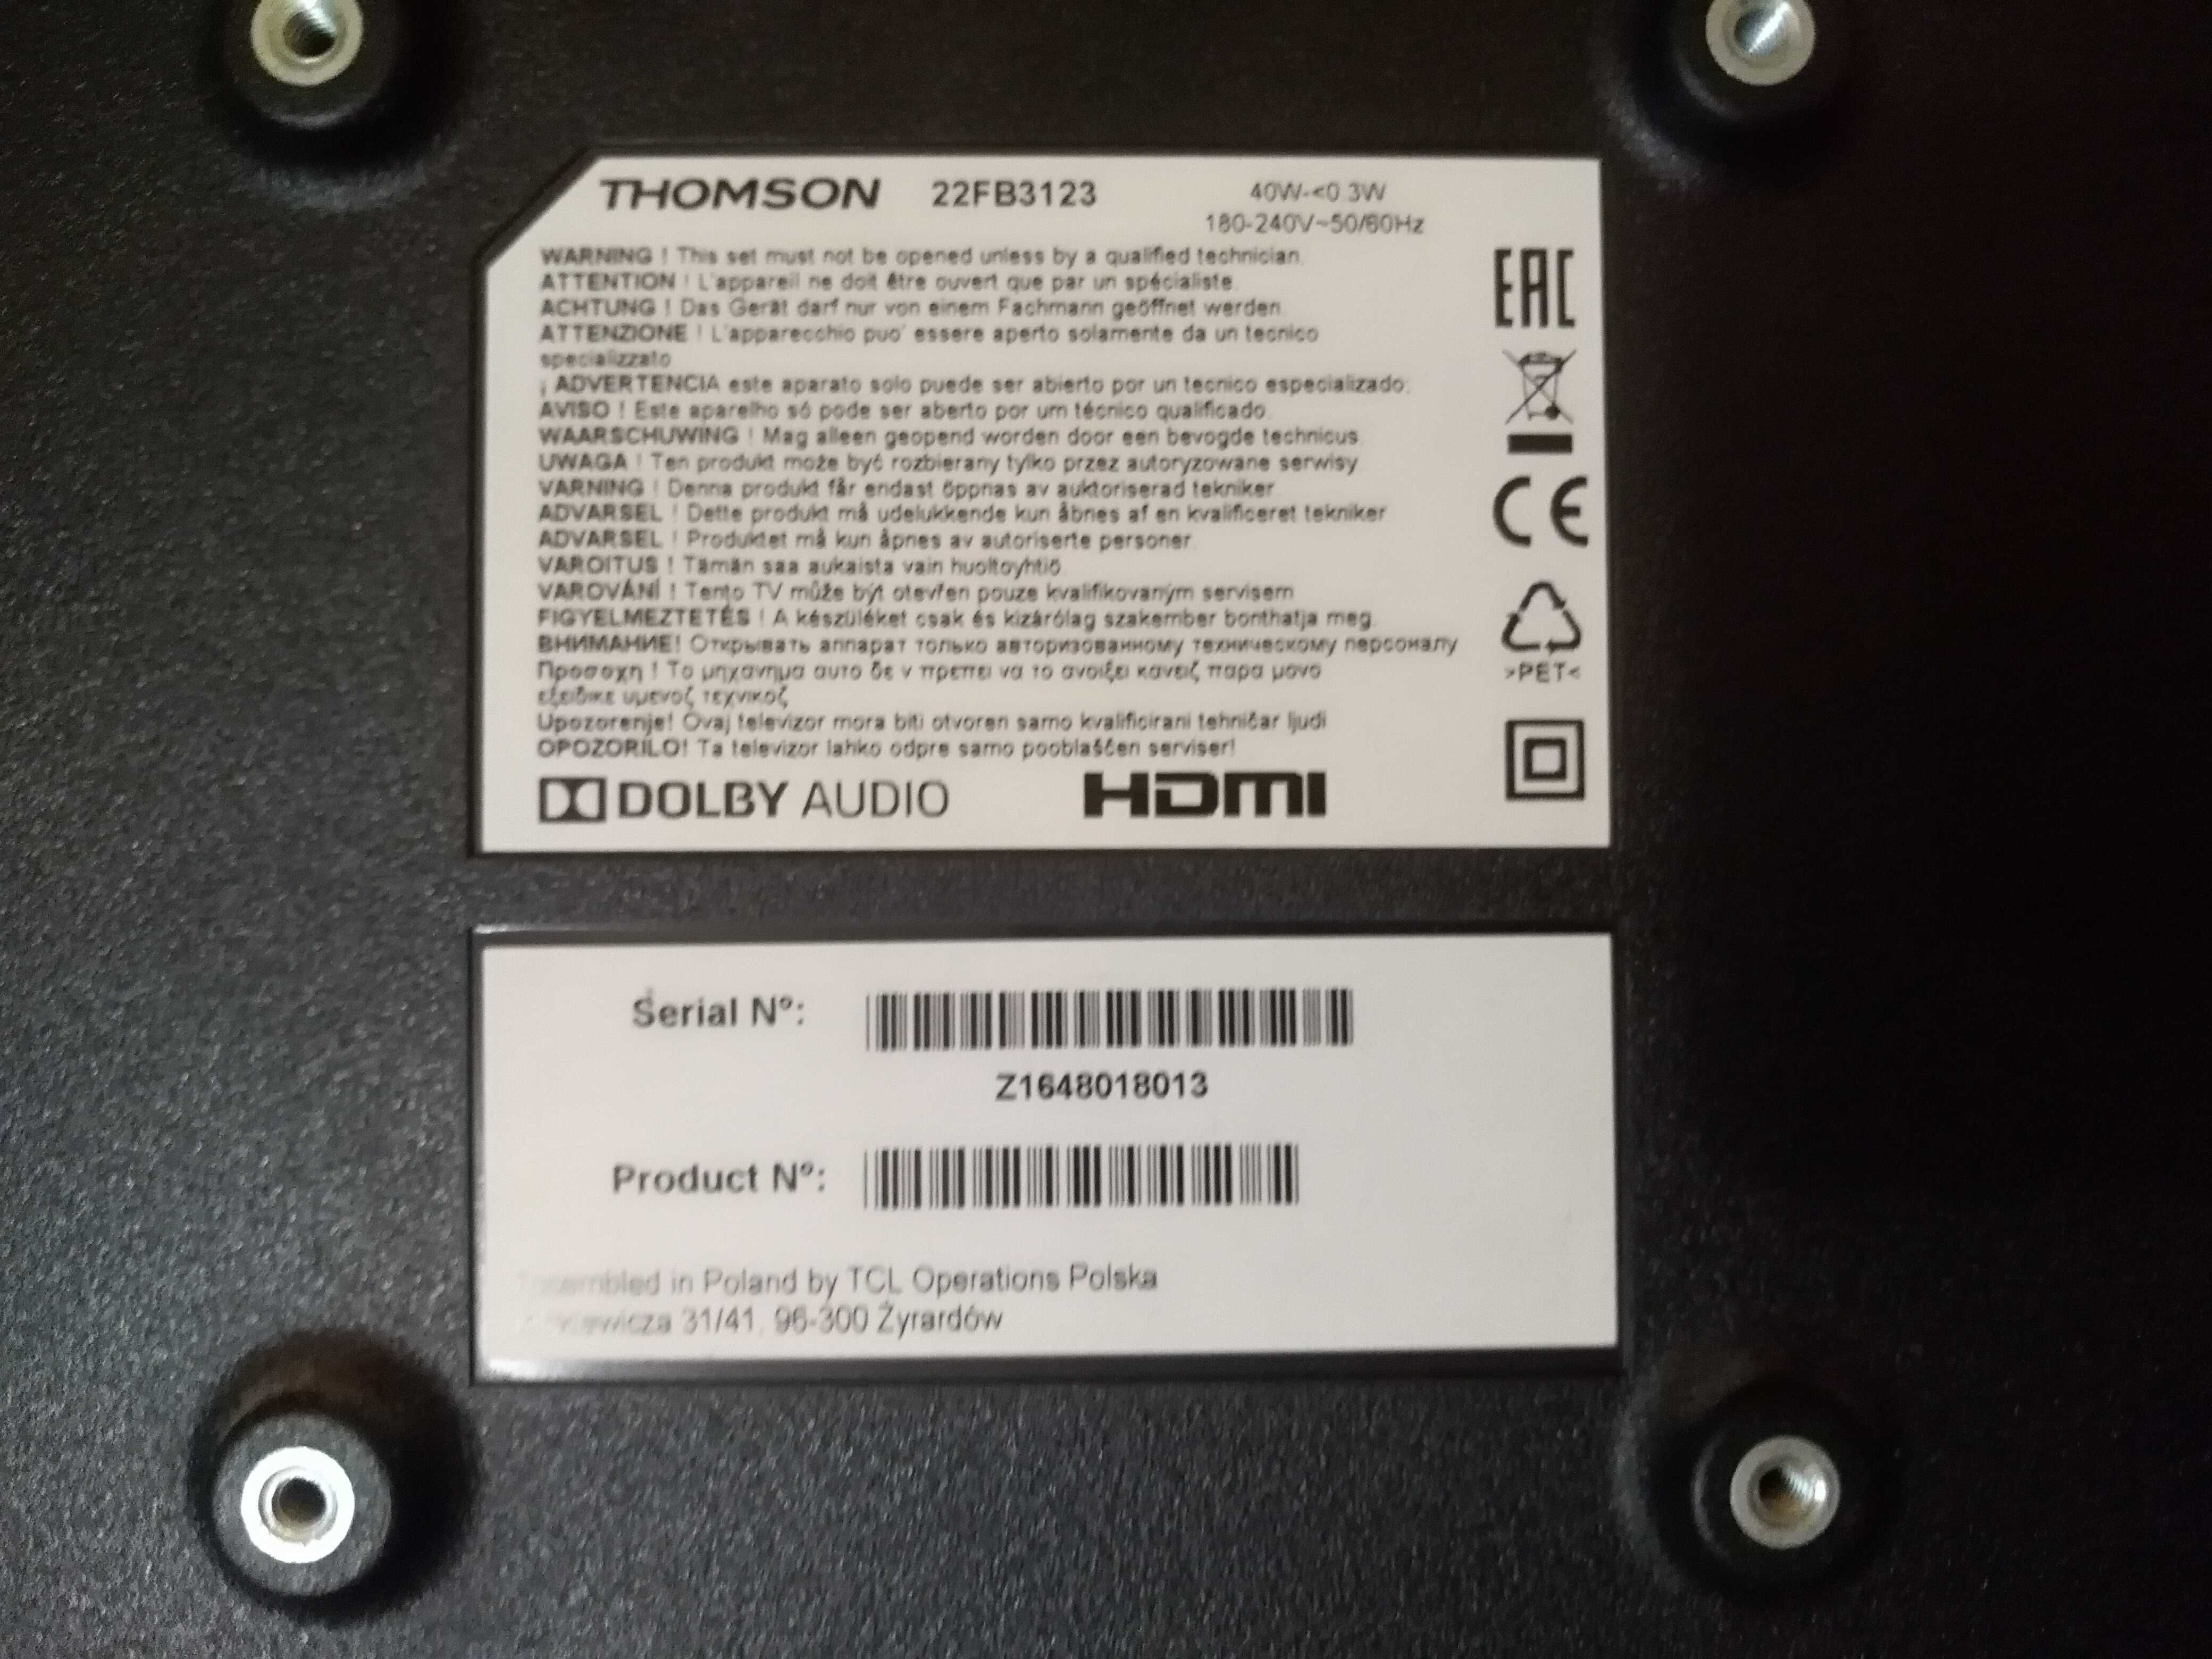 THOMSON 22FB3123 40W-<0.3W
180-240V~50/60Hz
WARNING ! This set must not be opened unless by a qualified technician.
ATTENTION ! L'appareil ne doit être ouvert que par un spécialiste.
ACHTUNG ! Das Gerät darf nur von einem Fachmann geöffnet werden.
ATTENZIONE ! L'apparecchio puo' essere aperto solamente da un tecnico
specializzato
¡ ADVERTENCIA este aparato solo puede ser abierto por un tecnico especializado.
AVISO ! Este aparelho só pode ser aberto por um técnico qualificado.
WAARSCHUWING ! Mag alleen geopend worden door een bevogde technicus.
UWAGA ! Ten produkt może być rozbierany tylko przez autoryzowane serwisy.
VARNING ! Denna produkt får endast öppnas av auktoriserad tekniker
ADVARSEL ! Dette produkt må udelukkende kun åbnes af en kvalificeret tekniker
ADVARSEL ! Produktet må kun åpnes av autoriserte personer.
VAROITUS ! Tämän saa aukaista vain huoltoyhtiö.
VAROVÁNÍ ! Tento TV může být otevřen pouze kvalifikovaným servisem
FIGYELMEZTETÉS ! A készüléket csak és kizárólag szakember bonthatja meg.
ВНИМАНИЕ! Открывать аппарат только авторизованному техническому персоналу
Προσοχη ! Το μηχανημα αυτο δε ν πρεπει να το ανοιξει κανειζ παρα μονο
εξειδικε υμενοζ τεχνικοζ
Upozorenje! Ovaj televizor mora biti otvoren samo kvalificirani tehničar ljudi
OPOZORILO! Ta televizor lahko odpre samo pooblaščen serviser!
DOLBY AUDIO HDMI
EAC
CE
>PET<
Serial Nº:
Z1648018013
Product Nº:
in Poland by TCL Operations Polska
31/41, 96-300 Żyrardów